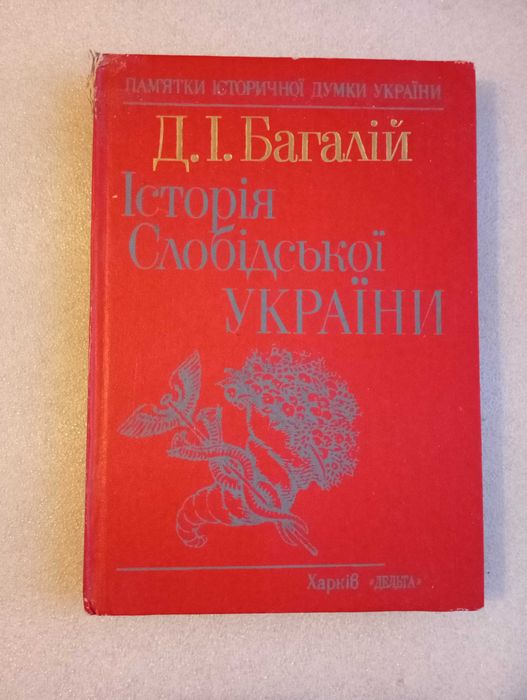 ПАМ'ЯТКИ ІСТОРИЧНОЇ ДУМКИ УКРАЇНИ
Д.І.Багалій
Історія
Слобідської
УКРАЇНИ
Харків «ДЕЛЬТА»